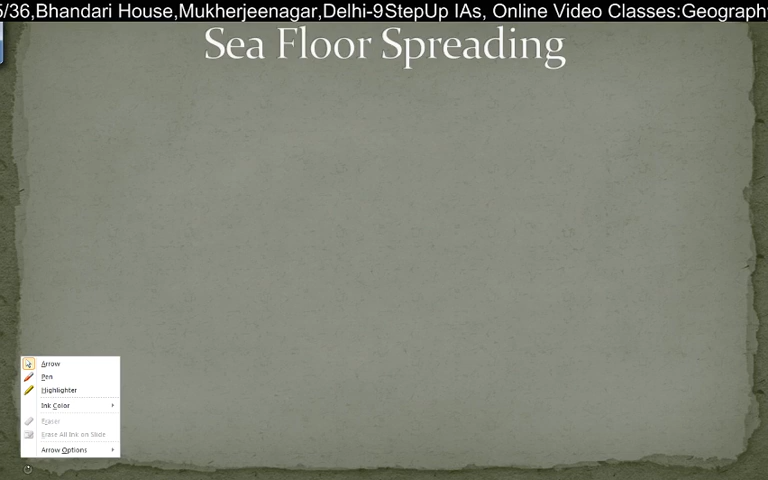 5/36,Bhandari House,Mukherjeenagar,Delhi-9StepUp IAs, Online Video Classes:Geography
Sea Floor Spreading
Arrow
Pen
Highlighter
Ink Color
Eraser
Erase All Ink on Slide
Arrow Options